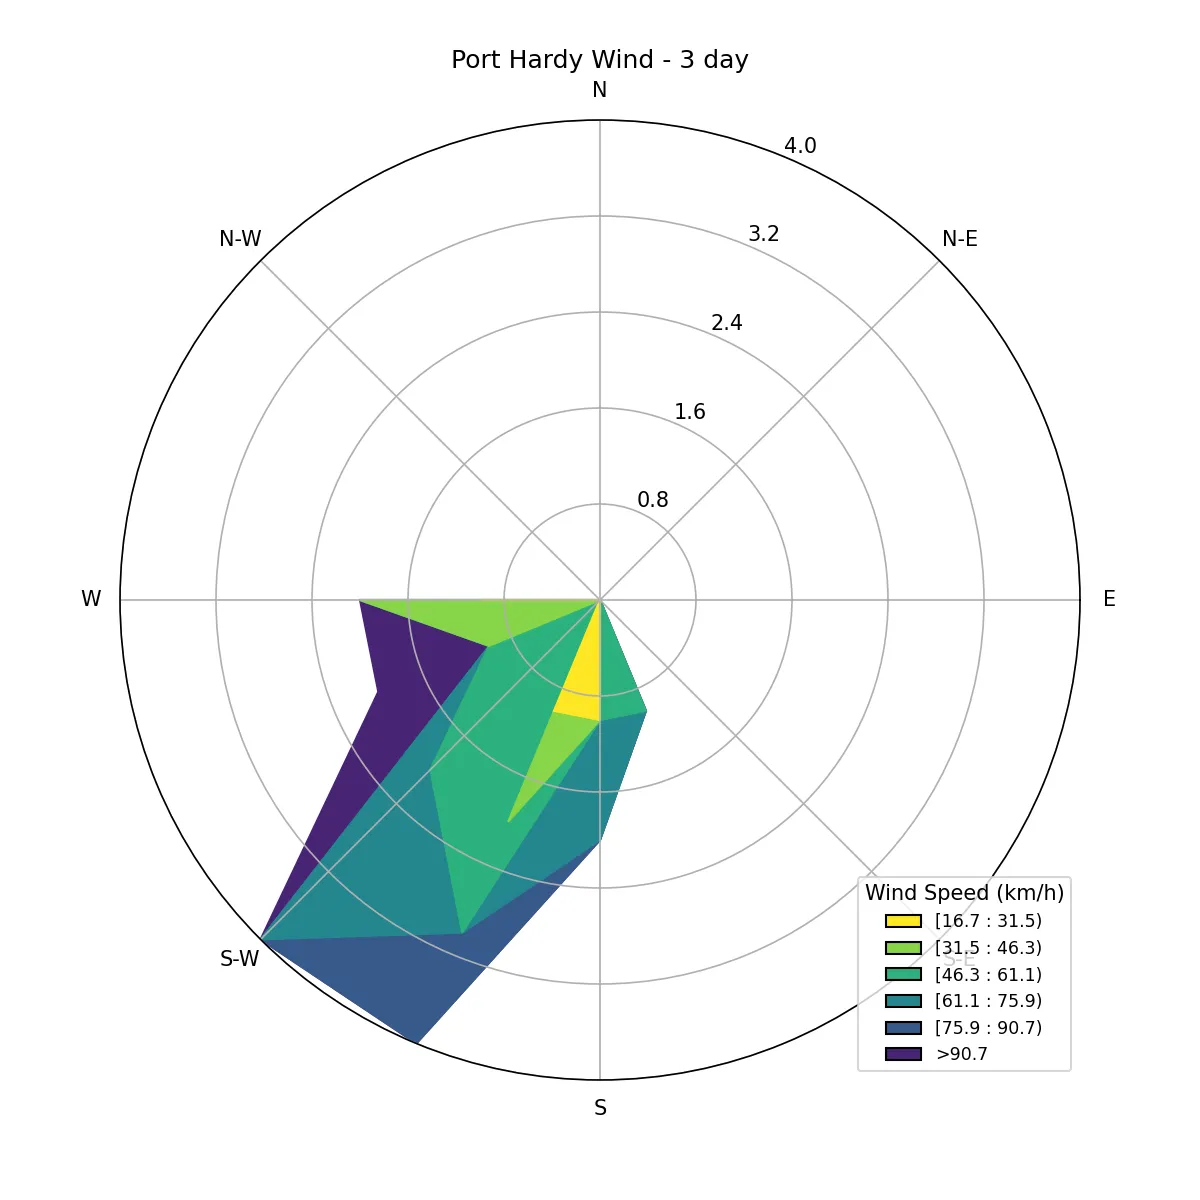 Port Hardy Wind - 3 day
N
4.0
N-W
3.2
N-E
2.4
1.6
0.8
W
E
S-W
S-E
Wind Speed (km/h)
[16.7 : 31.5)
[31.5 : 46.3)
[46.3 : 61.1)
[61.1 : 75.9)
[75.9 : 90.7)
>90.7
S